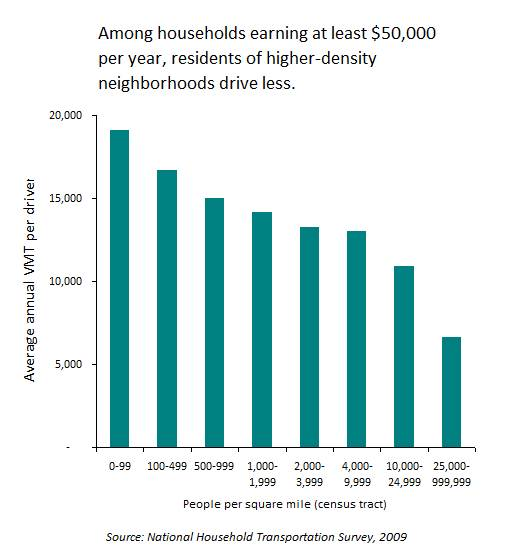 Among households earning at least $50,000
per year, residents of higher-density
neighborhoods drive less.
20,000
15,000
10,000
5,000
-
Average annual VMT per driver
0-99 100-499 500-999 1,000- 2,000- 4,000- 10,000- 25,000-
1,999 3,999 9,999 24,999 999,999
People per square mile (census tract)
Source: National Household Transportation Survey, 2009